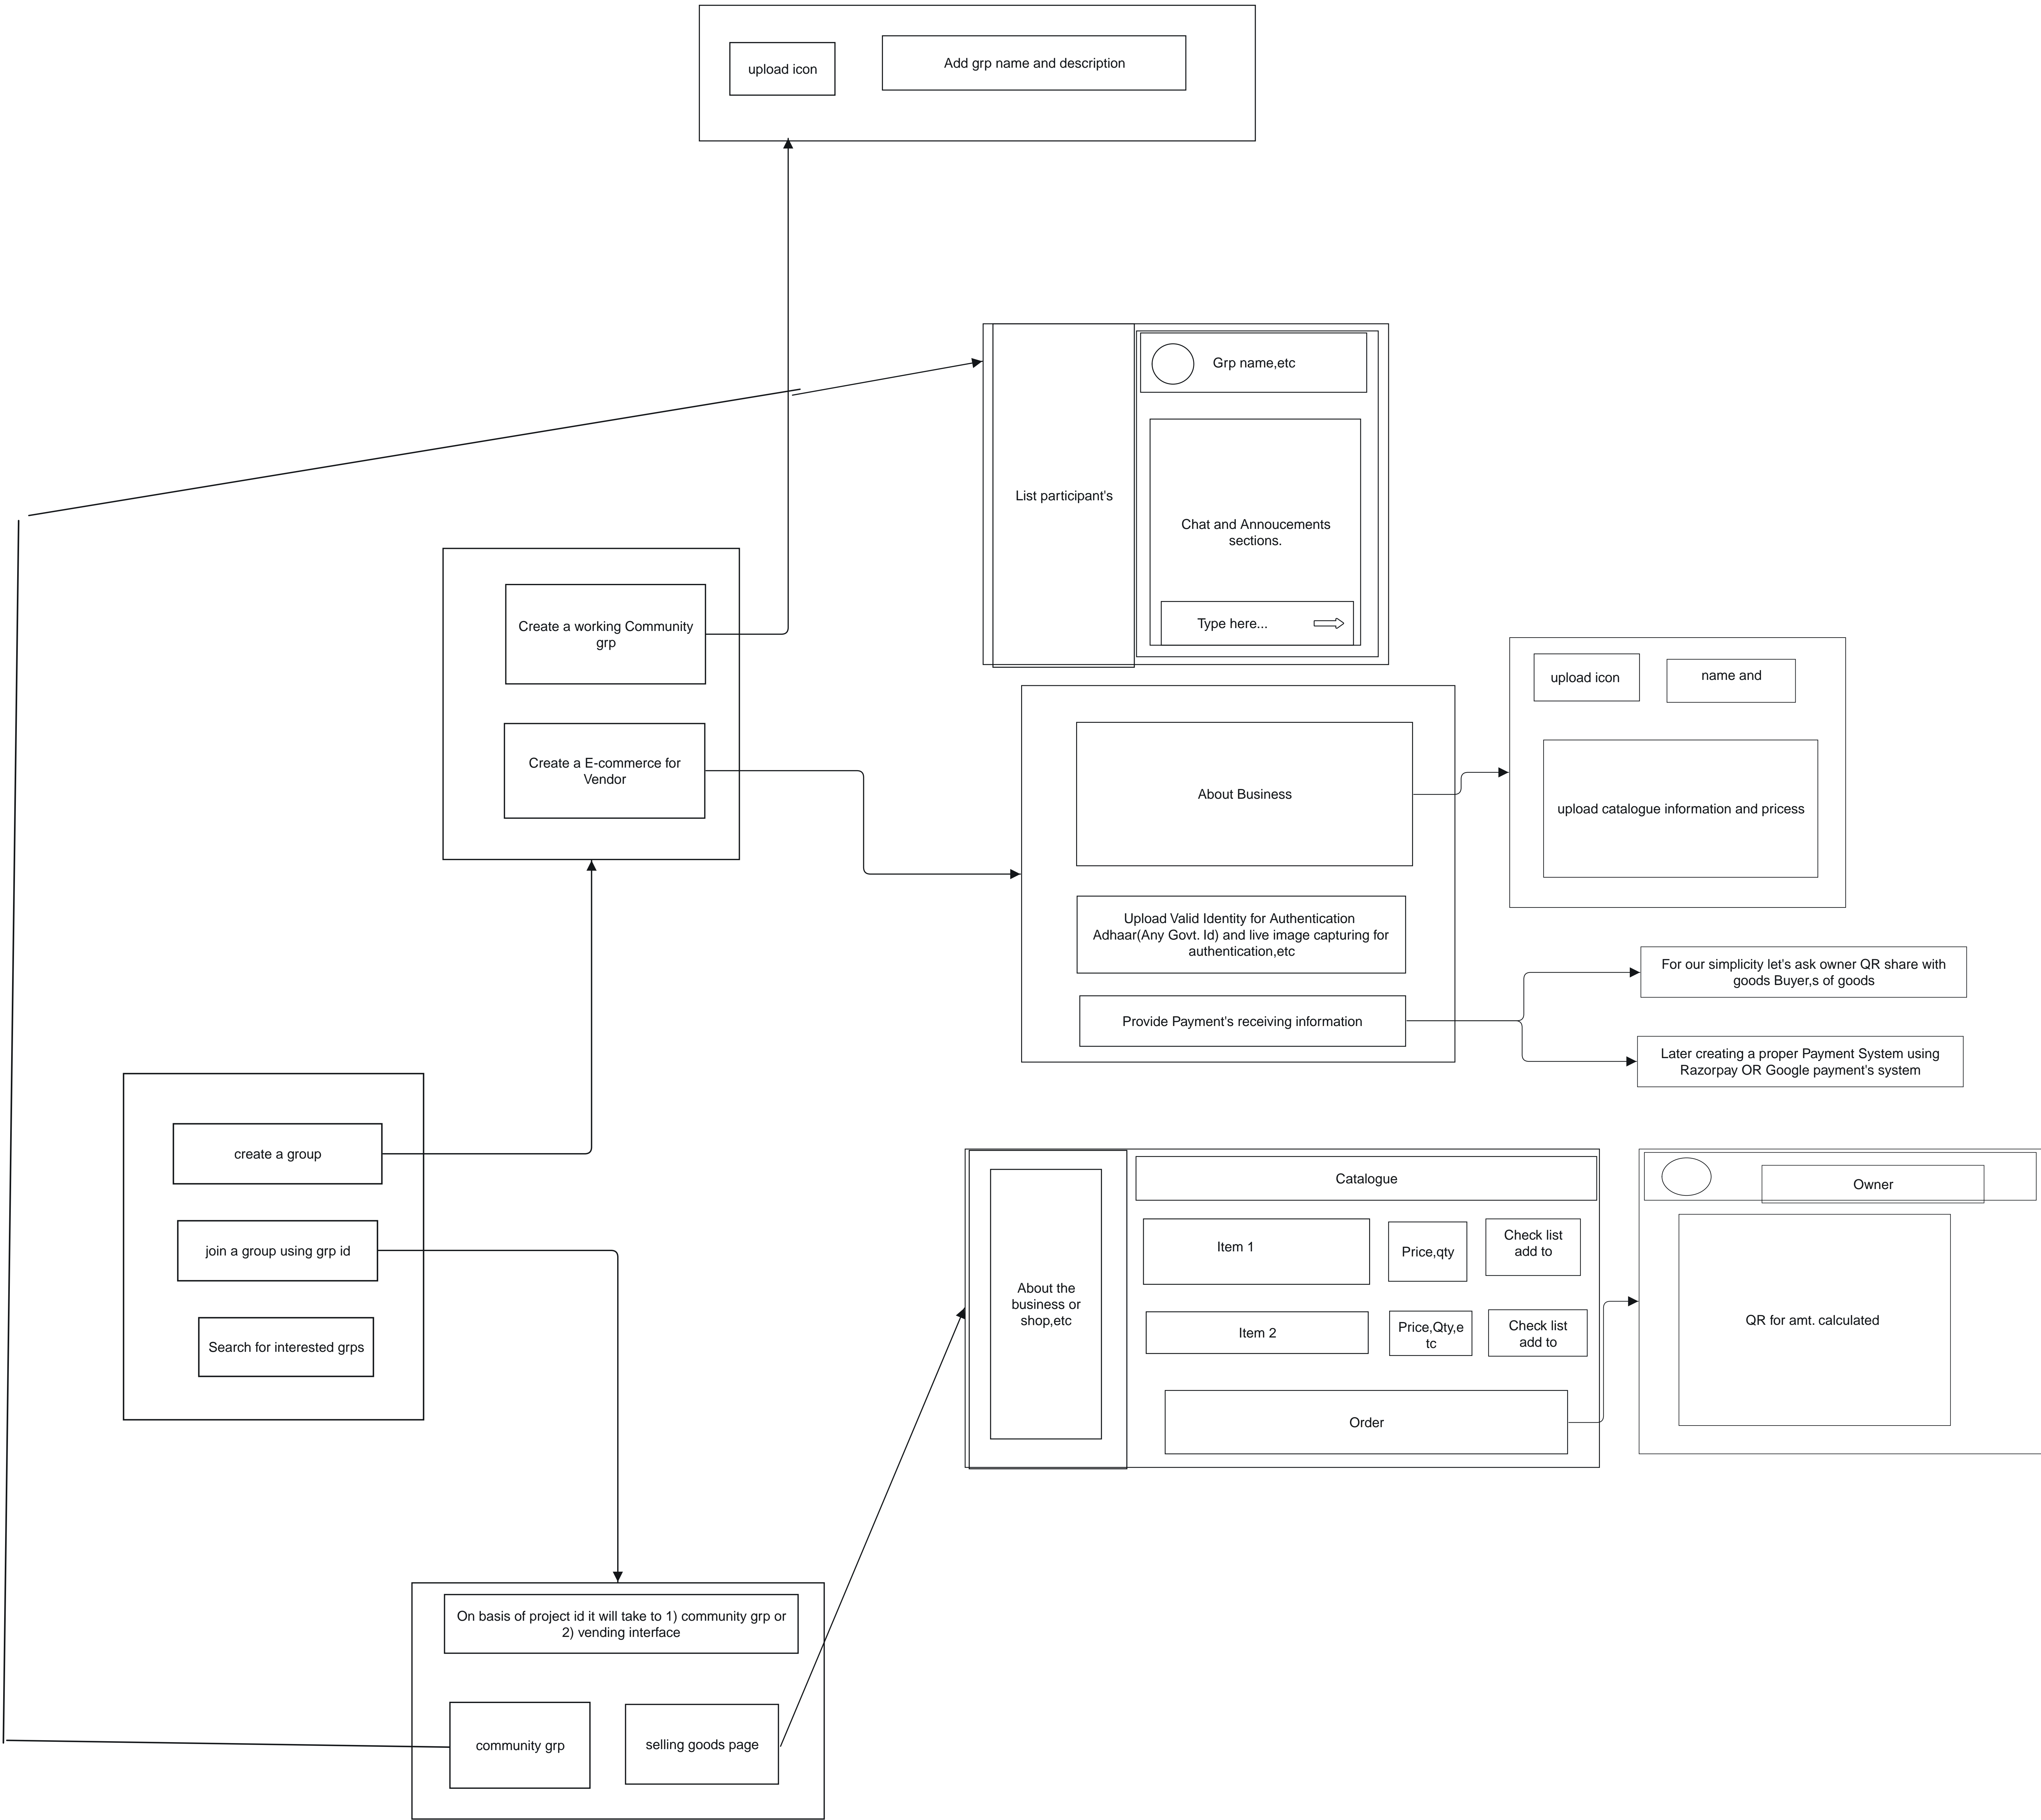 upload icon
Add grp name and description
Grp name,etc
List participant's
Chat and Annoucements
sections.
Type here...
Create a working Community
grp
Create a E-commerce for
Vendor
About Business
Upload Valid Identity for Authentication
Adhaar(Any Govt. Id) and live image capturing for
authentication,etc
Provide Payment's receiving information
upload icon
name and
upload catalogue information and pricess
For our simplicity let's ask owner QR share with
goods Buyer,s of goods
Later creating a proper Payment System using
Razorpay OR Google payment's system
create a group
join a group using grp id
Search for interested grps
About the
business or
shop,etc
Catalogue
Item 1
Price,qty
Check list
add to
Item 2
Price,Qty,e
tc
Check list
add to
Order
Owner
QR for amt. calculated
On basis of project id it will take to 1) community grp or
2) vending interface
community grp
selling goods page